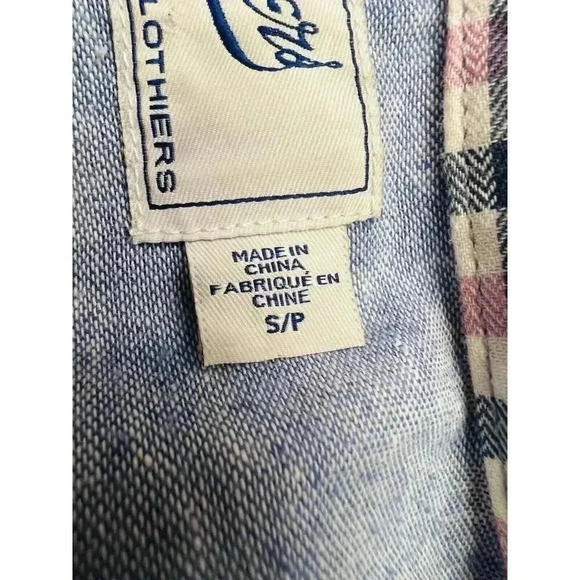 LOTHIERS
MADE IN
CHINA
FABRIQUÉ EN
CHINE
S/P